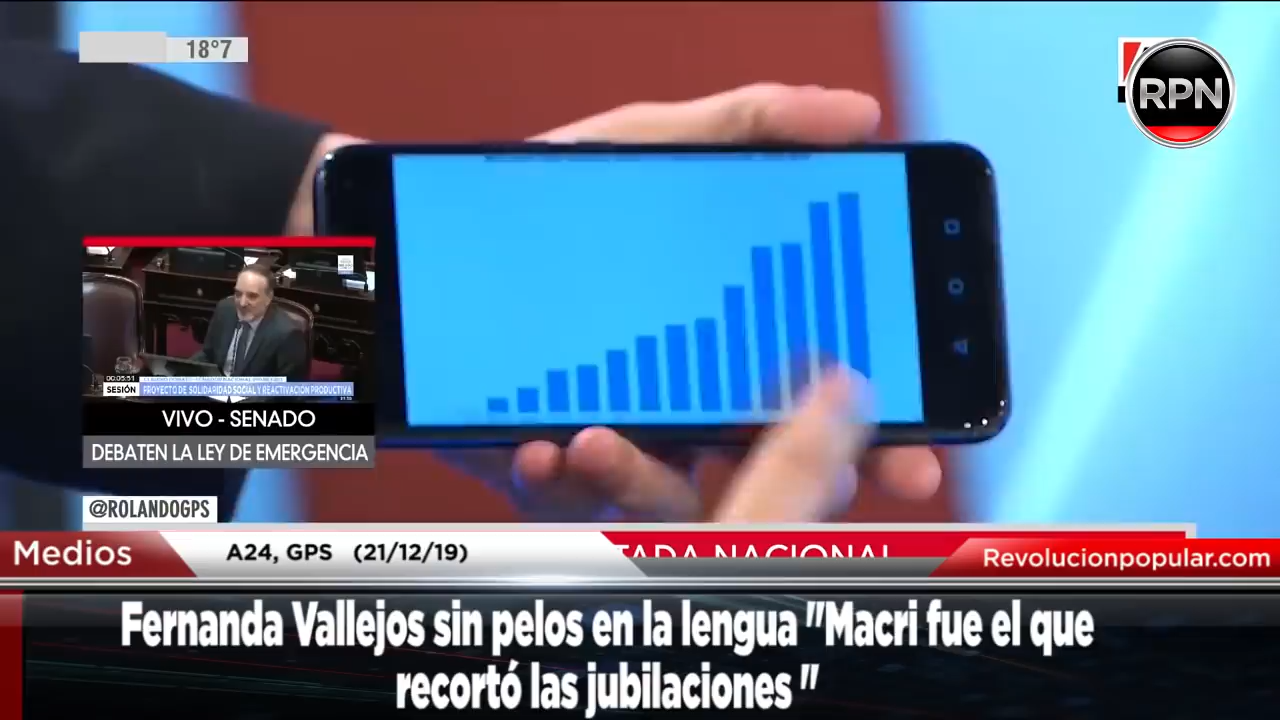 18°7
RPN
SESIÓN
PROYECTO DE SOLIDARIDAD SOCIAL Y REACTIVACIÓN PRODUCTIVA
VIVO - SENADO
DEBATEN LA LEY DE EMERGENCIA
@ROLANDOGPS
TADA NACIONAL
Medios
A24, GPS (21/12/19)
Revolucionpopular.com
Fernanda Vallejos sin pelos en la lengua "Macri fue el que
recortó las jubilaciones "